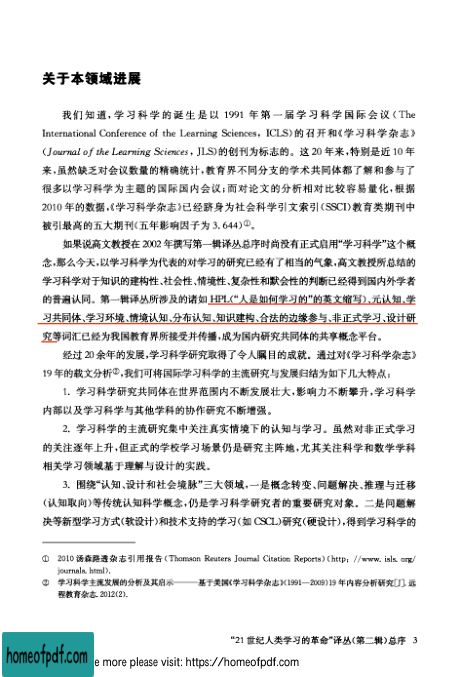 关于本领域进展
我们知道,学习科学的诞生是以 1991 年第一届学习科学国际会议(The
International Conference of the Learning Sciences, ICLS)的召开和《学习科学杂志》
(Journal of the Learning Sciences, JLS)的创刊为标志的。这 20 年来,特别是近 10 年
来,虽然缺乏对会议数量的精确统计,教育界不同分支的学术共同体都了解和参与了
很多以学习科学为主题的国际国内会议;而对论文的分析相对比较容易量化,根据
2010 年的数据,《学习科学杂志》已经跻身为社会科学引文索引(SSCI)教育类期刊中
被引最高的五大期刊(五年影响因子为 3.644)①。
如果说高文教授在 2002 年撰写第一辑译丛总序时尚没有正式启用“学习科学”这个概
念,那么今天,以学习科学为代表的对学习的研究已经有了相当的气象,高文教授所总结的
学习科学对于知识的建构性、社会性、情境性、复杂性和默会性的判断已经得到国内外学者
的普遍认同。第一辑译丛所涉及的诸如 HPL(“人是如何学习的”的英文缩写)、元认知、学
习共同体、学习环境、情境认知、分布认知、知识建构、合法的边缘参与、非正式学习、设计研
究等词汇已经为我国教育界所接受并传播,成为国内研究共同体的共享概念平台。
经过 20 余年的发展,学习科学研究取得了令人瞩目的成就。通过对《学习科学杂志》
19 年的载文分析②,我们可将国际学习科学的主流研究与发展归结为如下几大特点:
1. 学习科学研究共同体在世界范围内不断发展壮大,影响力不断攀升,学习科学
内部以及学习科学与其他学科的协作研究不断增强。
2. 学习科学的主流研究集中关注真实情境下的认知与学习。虽然对非正式学习
的关注逐年上升,但正式的学校学习场景仍是研究主阵地,尤其关注科学和数学学科
相关学习领域基于理解与设计的实践。
3. 围绕“认知、设计和社会境脉”三大领域,一是概念转变、问题解决、推理与迁移
(认知取向)等传统认知科学概念,仍是学习科学研究者的重要研究对象。二是问题解
决等新型学习方式(软设计)和技术支持的学习(如 CSCL)研究(硬设计),得到学习科学的
① 2010 汤森路透杂志引用报告(Thomson Reuters Journal Citation Reports)(http: //www. isls. org/
journals. html).
② 学习科学主流发展的分析及其启示———基于美国《学习科学杂志》(1991—2009)19 年内容分析研究[J]. 远
程教育杂志. 2012(2).
“21 世纪人类学习的革命”译丛(第二辑)总序 3
homeofpdf.com
e more please visit: https://homeofpdf.com